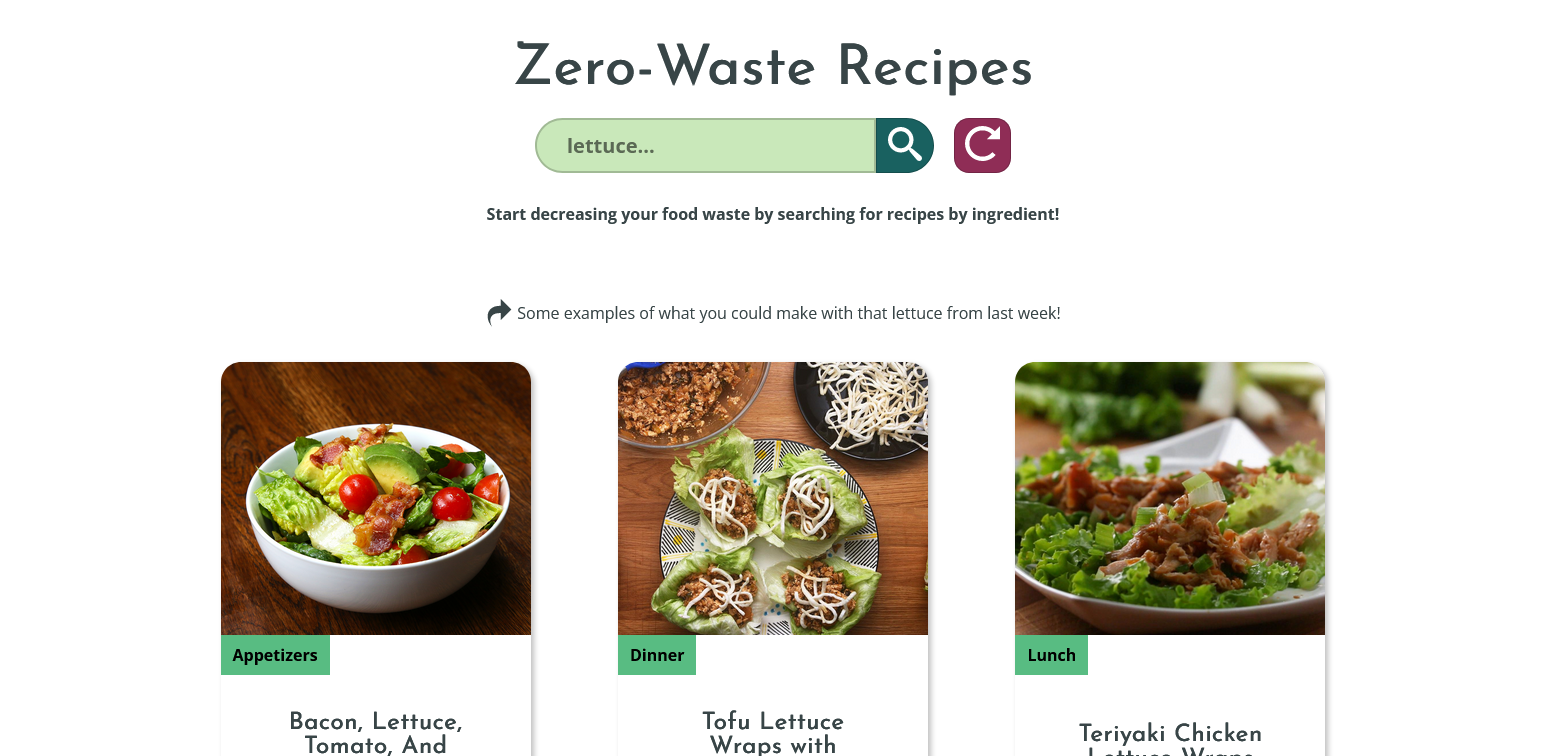 Zero-Waste Recipes
lettuce...
Start decreasing your food waste by searching for recipes by ingredient!
Some examples of what you could make with that lettuce from last week!
Appetizers
Dinner
Lunch
Bacon, Lettuce,
Tomato, And
Tofu Lettuce
Wraps with
Teriyaki Chicken
Lettuce Wraps